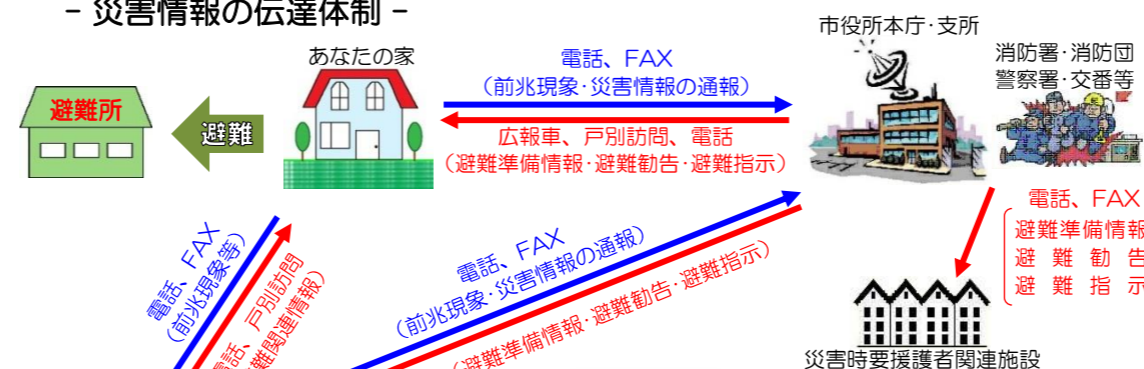 - 災害情報の伝達体制 -
市役所本庁・支所
あなたの家
消防署・消防団
警察署・交番等
電話、FAX
(前兆現象・災害情報の通報)
避難所
避難
広報車、戸別訪問、電話
(避難準備情報・避難勧告・避難指示)
電話、FAX
避難準備情報
避難勧告
避難指示
電話、FAX
(前兆現象等)
電話、戸別訪問
難関連情報)
電話、FAX
(前兆現象・災害情報の通報)
(避難準備情報・避難勧告・避難指示)
災害時要援護者関連施設